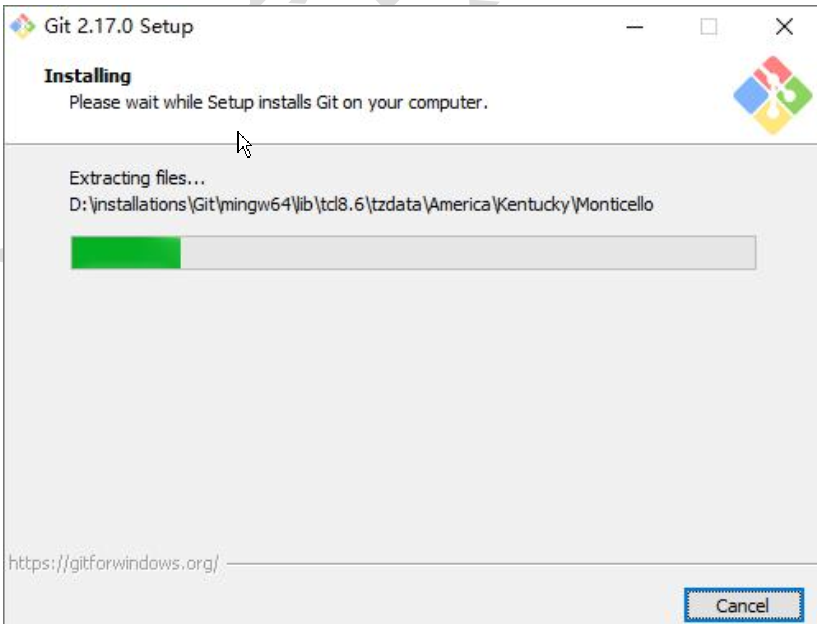 Git 2.17.0 Setup
Installing
Please wait while Setup installs Git on your computer.
Extracting files...
D:\installations\Git\mingw64\lib\tcl8.6\tzdata\America\Kentucky\Monticello
https://gitforwindows.org/
Cancel